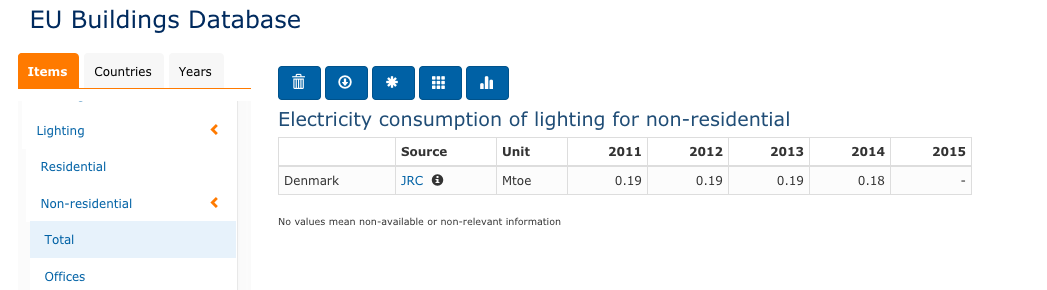 EU Buildings Database
Items Countries Years
Lighting
Residential
Non-residential
Total
Offices
Electricity consumption of lighting for non-residential
Source Unit 2011 2012 2013 2014 2015
Denmark JRC Mtoe 0.19 0.19 0.19 0.18 -
No values mean non-available or non-relevant information